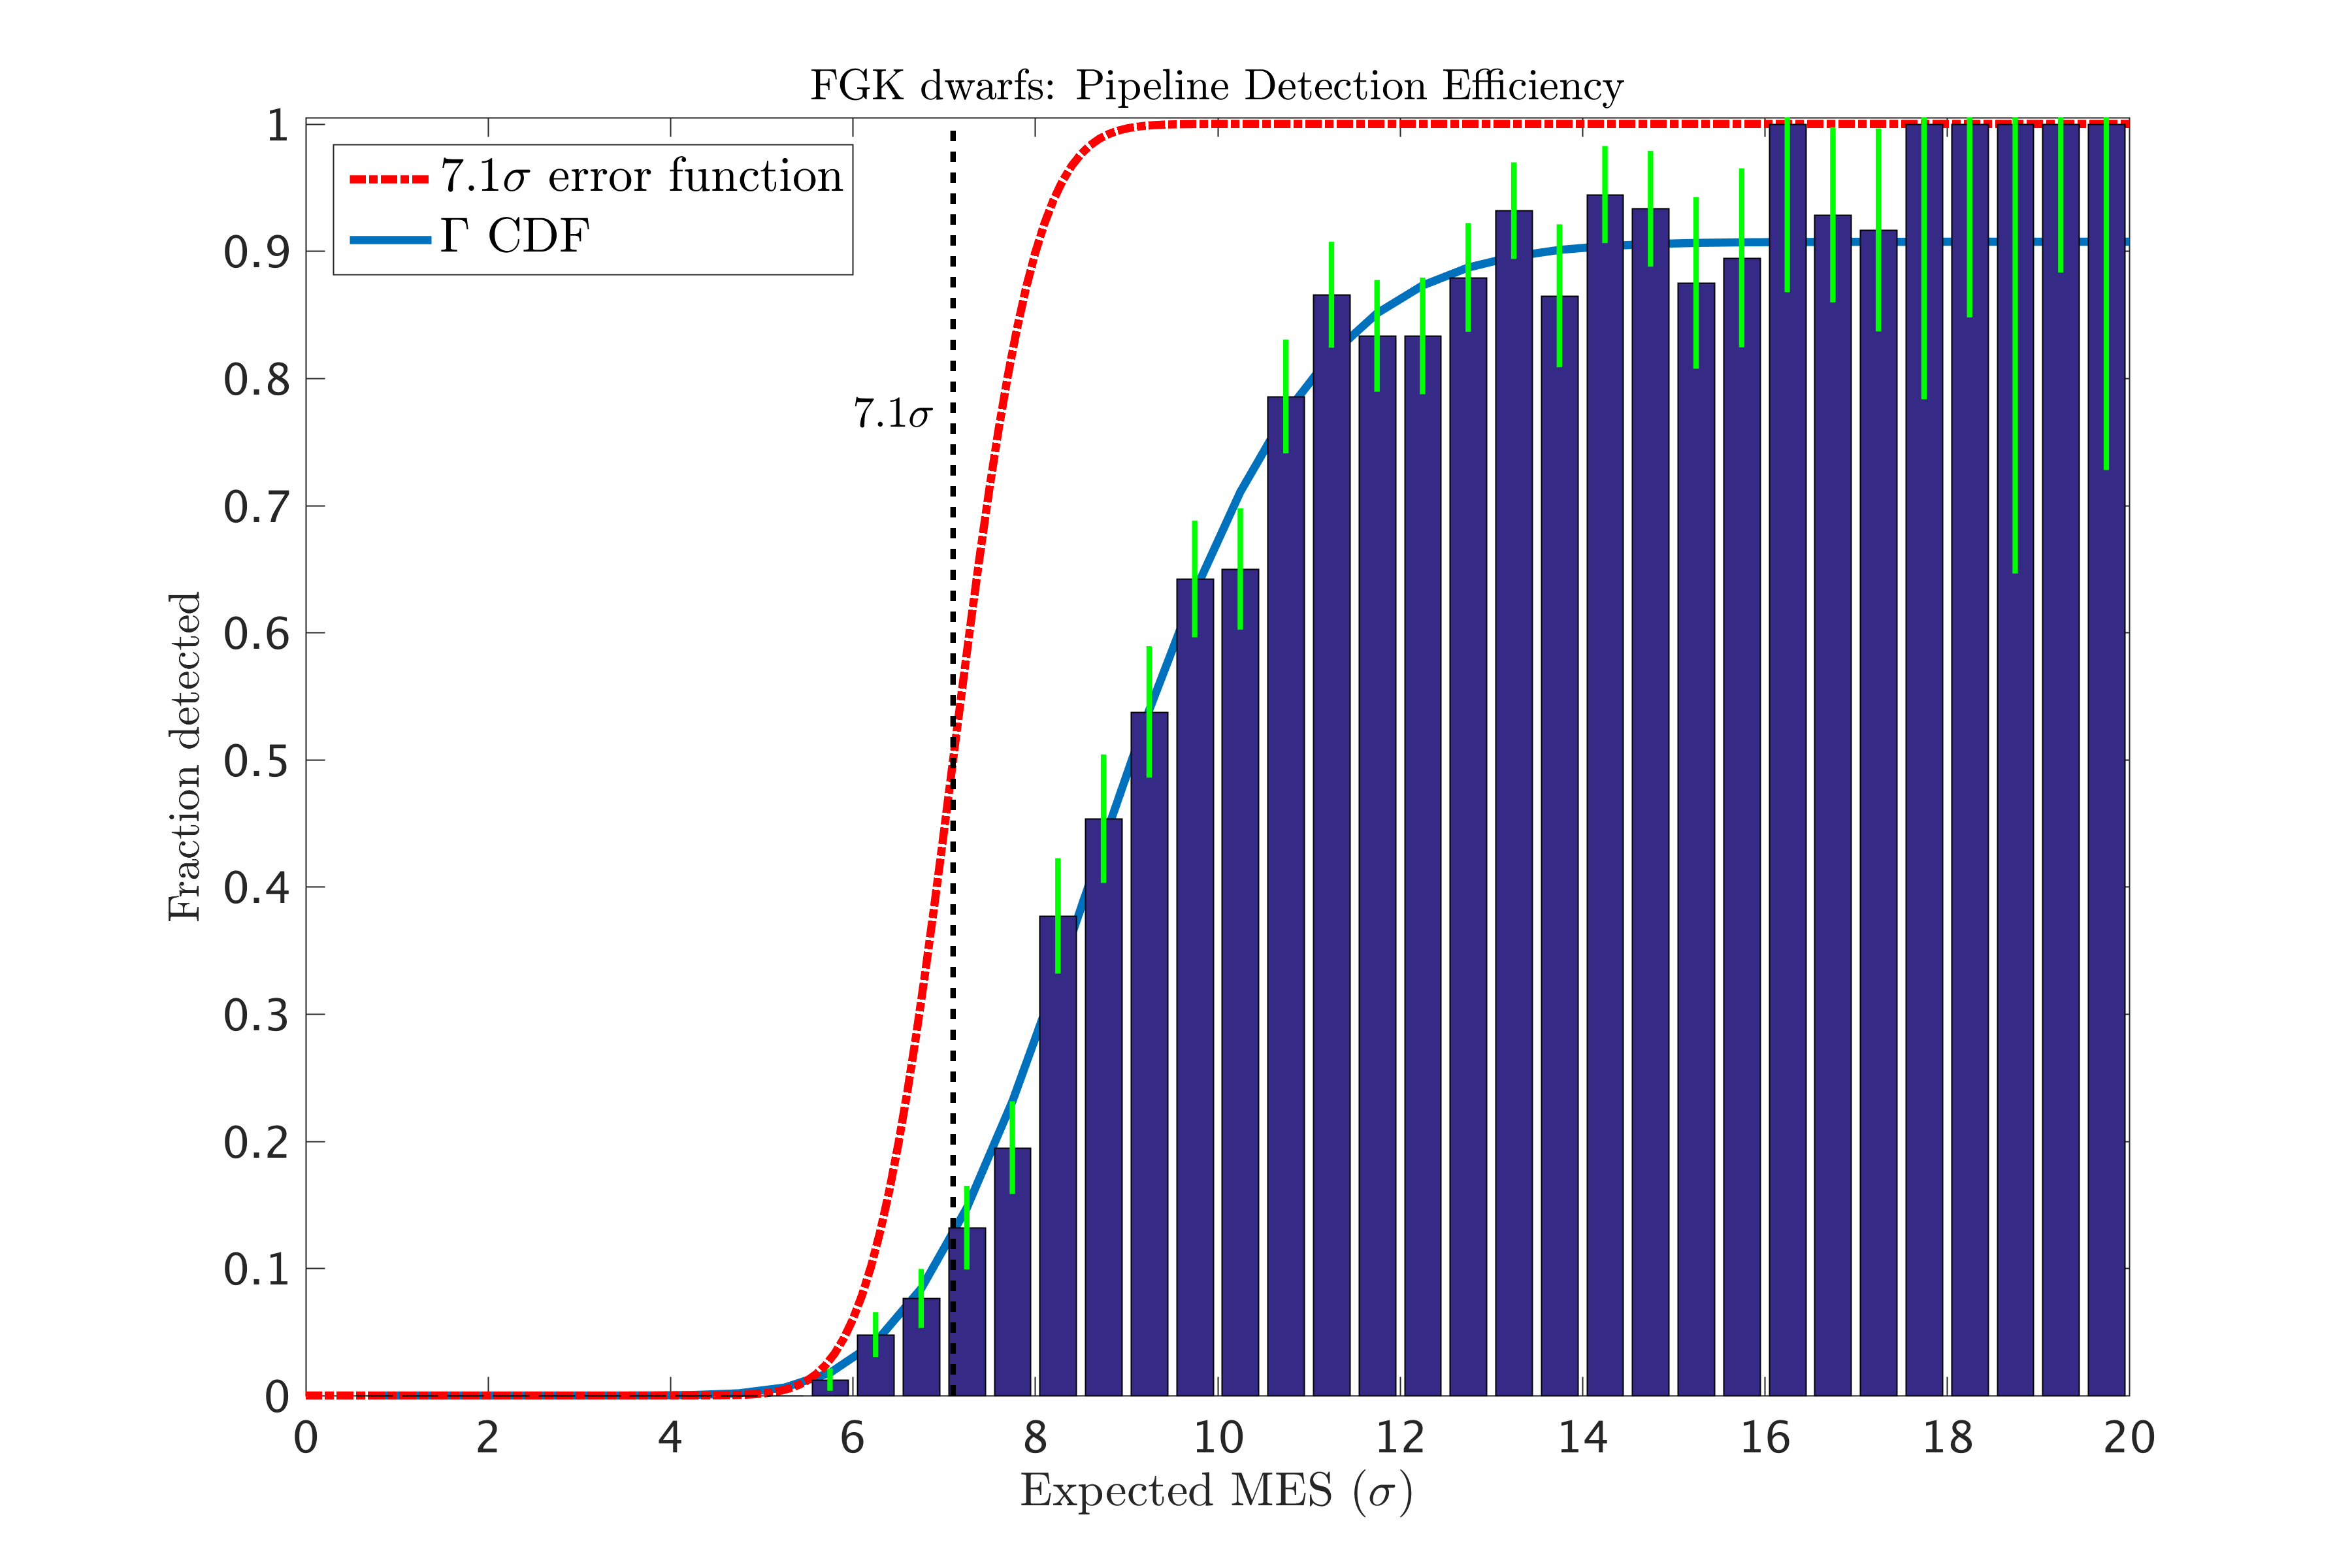 FGK dwarfs: Pipeline Detection Efficiency
1
0.9
0.8
0.7
0.6
0.5
0.4
0.3
0.2
0.1
0
Fraction detected
7.1σ error function
Γ CDF
7.1σ
0 2 4 6 8 10 12 14 16 18 20
Expected MES (σ)